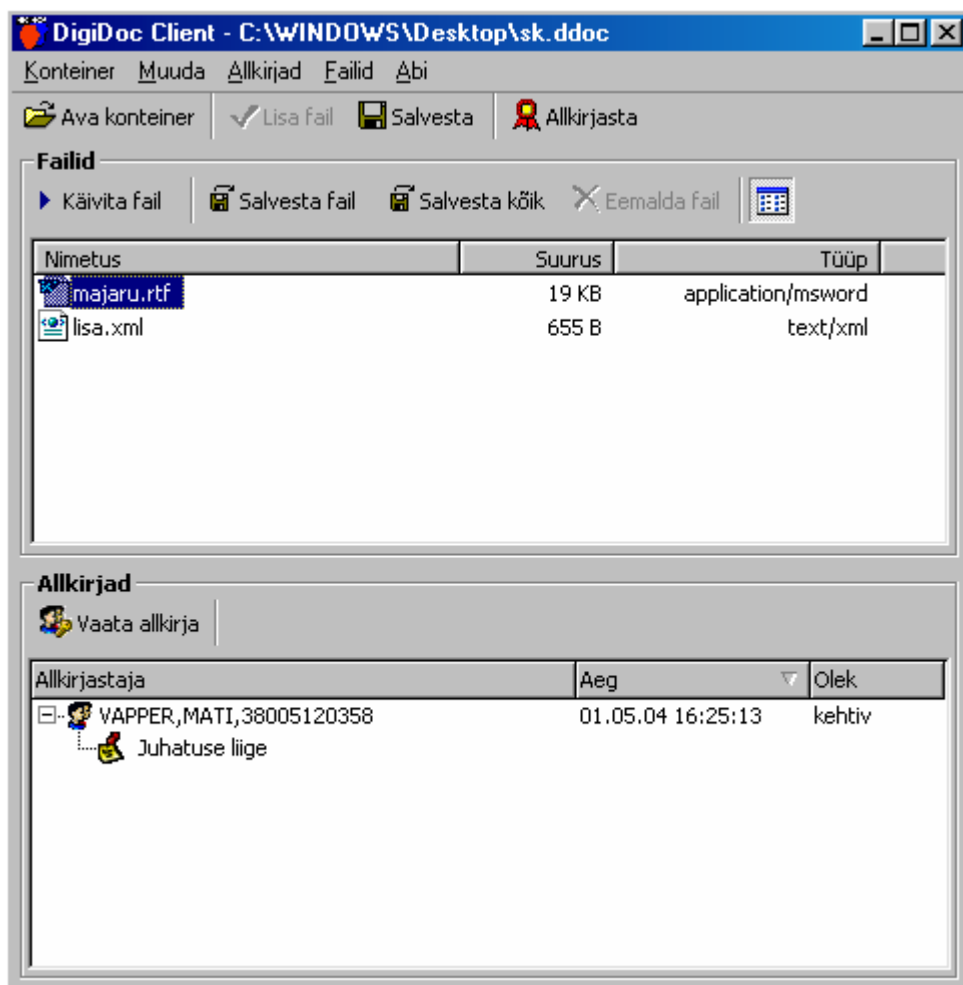 DigiDoc Client - C:\WINDOWS\Desktop\sk.ddoc
Konteiner Muuda Allkirjad Failid Abi
Ava konteiner Lisa fail Salvesta Allkirjasta
Failid
Käivita fail Salvesta fail Salvesta kõik Eemalda fail
Nimetus Suurus Tüüp
majaru.rtf 19 KB application/msword
lisa.xml 655 B text/xml
Allkirjad
Vaata allkirja
Allkirjastaja Aeg Olek
VAPPER,MATI,38005120358 01.05.04 16:25:13 kehtiv
Juhatuse liige